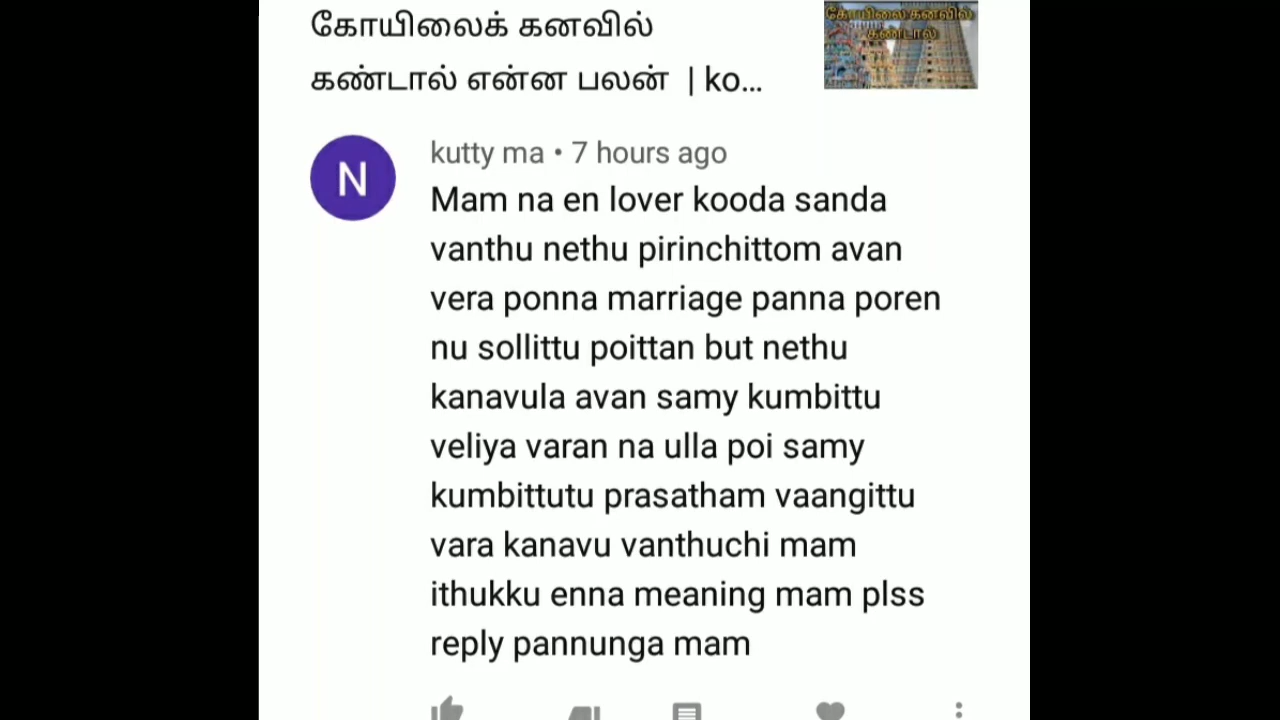 கோயிலைக் கனவில்
கண்டால் என்ன பலன் | ko...
கோயிலை கனவில்
கண்டால்
N
kutty ma • 7 hours ago
Mam na en lover kooda sanda
vanthu nethu pirinchittom avan
vera ponna marriage panna poren
nu sollittu poittan but nethu
kanavula avan samy kumbittu
veliya varan na ulla poi samy
kumbittutu prasatham vaangittu
vara kanavu vanthuchi mam
ithukku enna meaning mam plss
reply pannunga mam